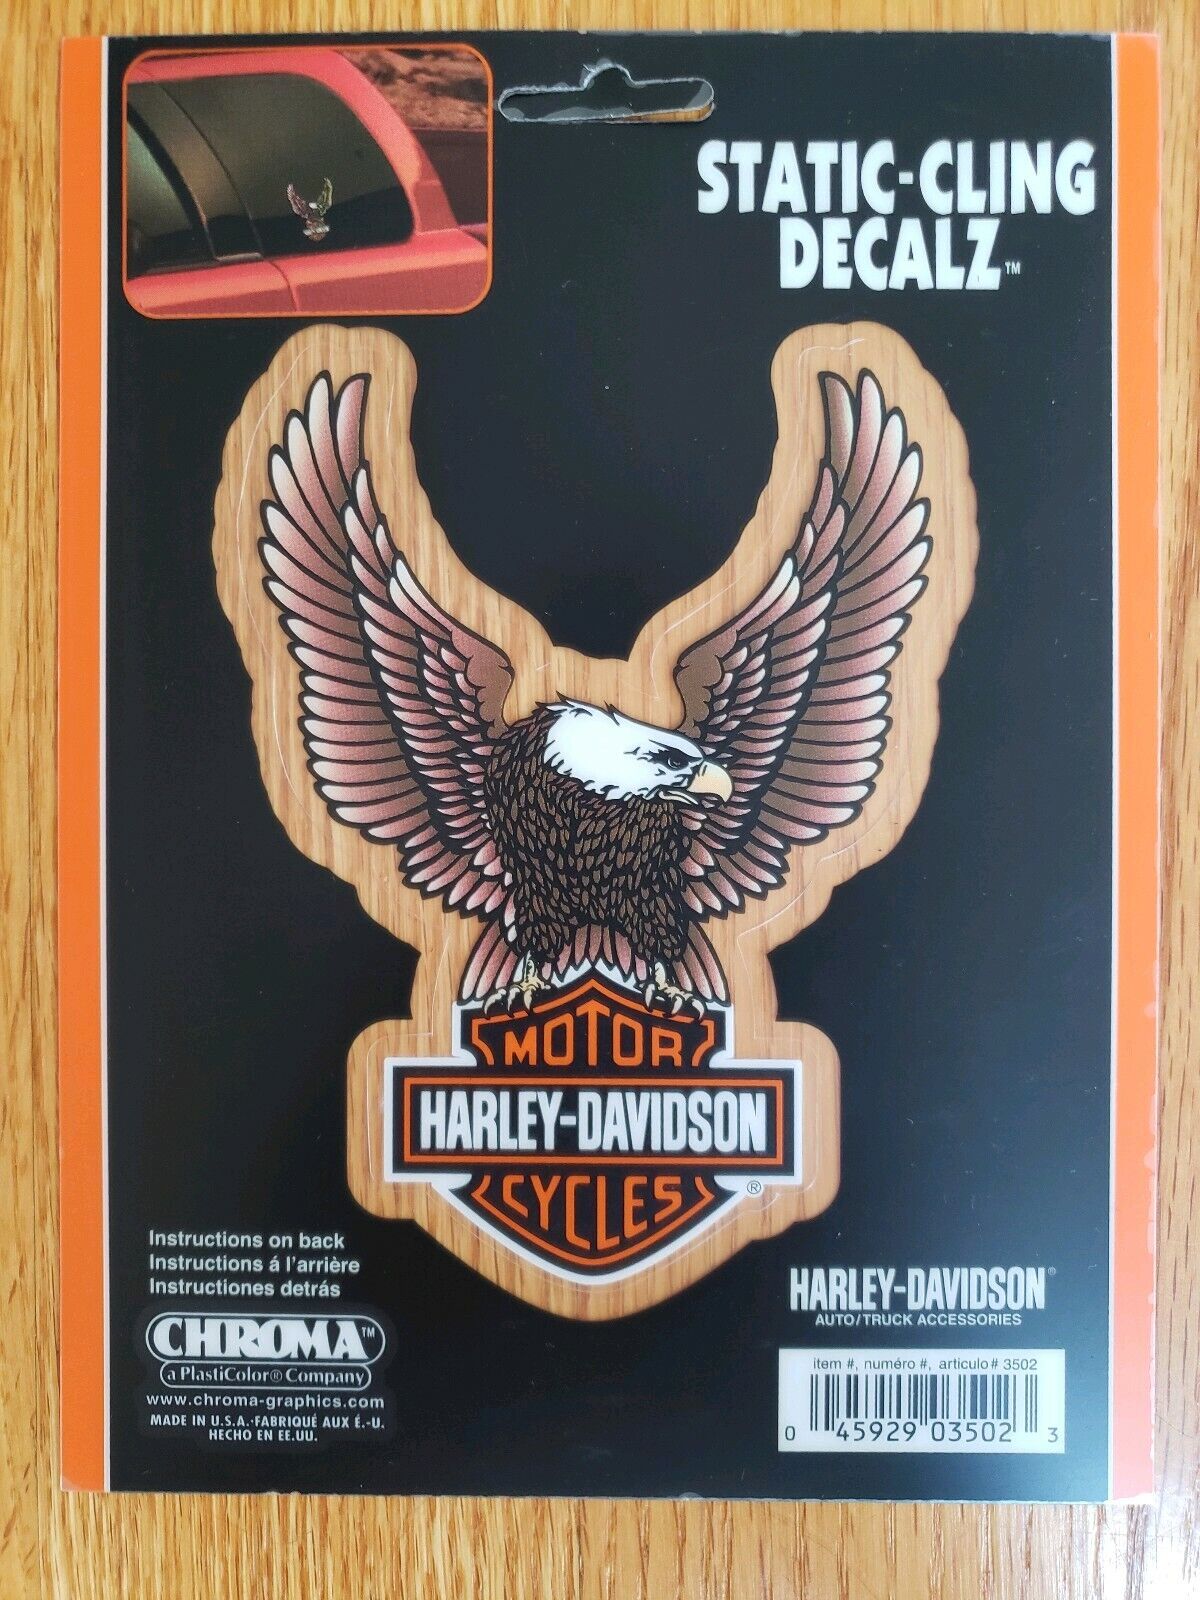 STATIC-CLING
DECALZ™
MOTOR
HARLEY-DAVIDSON
CYCLES
®
Instructions on back
Instructions á l'arrière
Instructiones detrás
CHROMA™
a PlastiColor® Company
www.chroma-graphics.com
MADE IN U.S.A.-FABRIQUÉ AUX É.-U.
HECHO EN EE.UU.
HARLEY-DAVIDSON®
AUTO/TRUCK ACCESSORIES
item #, numéro #, articulo# 3502
0 45929 03502 3